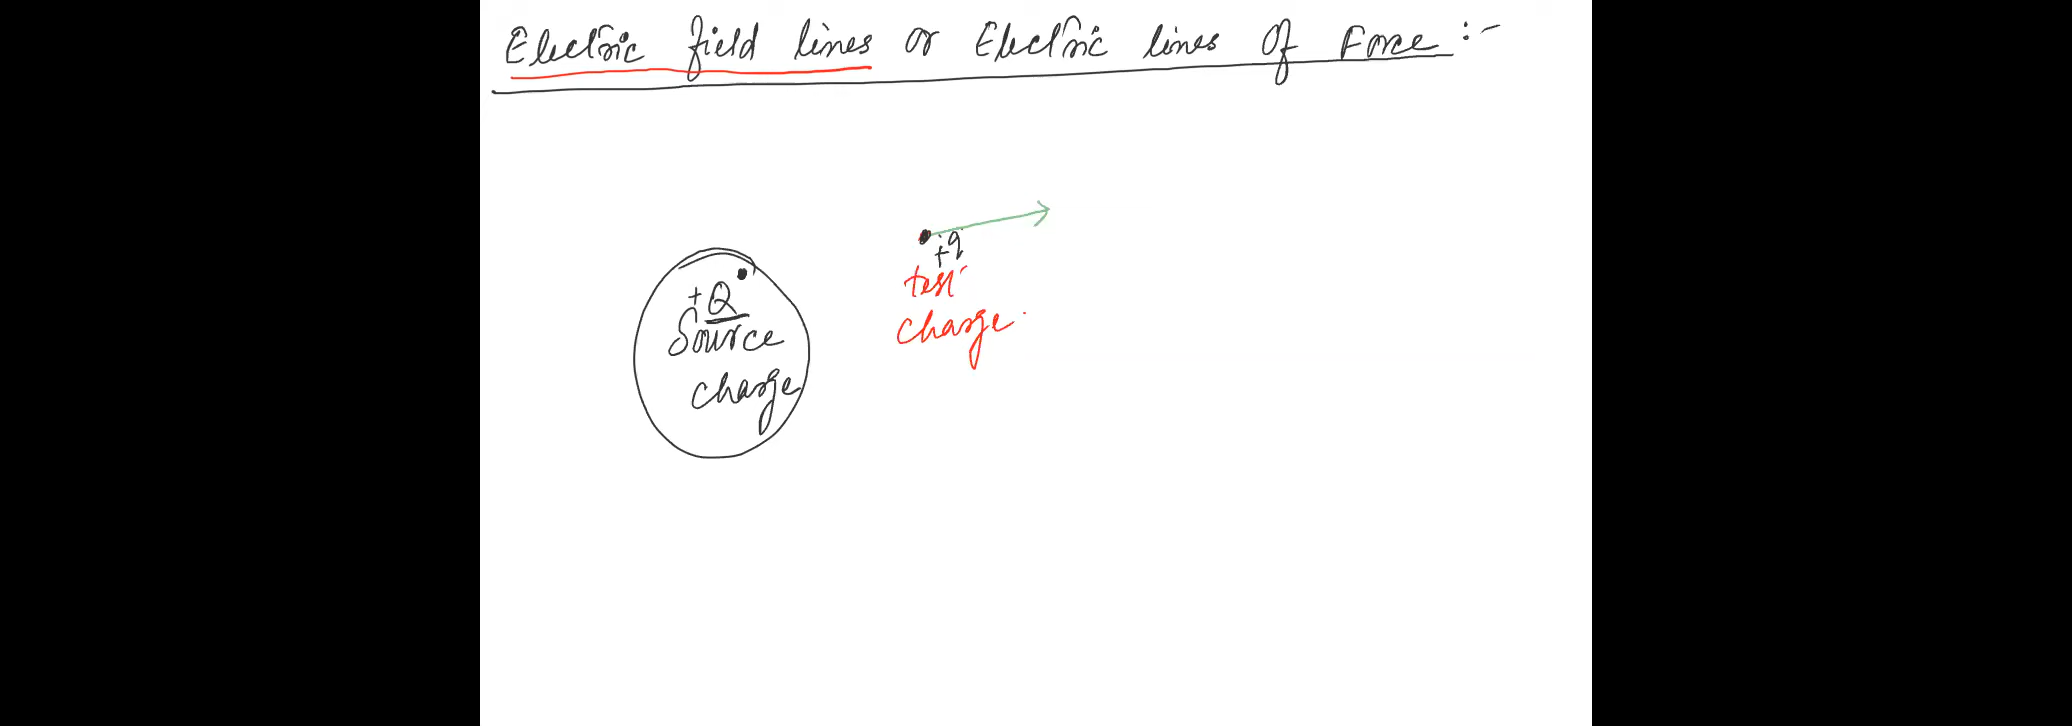 Electric field lines or Electric lines of Force :-
+q
test
charge.
+Q
Source
charge